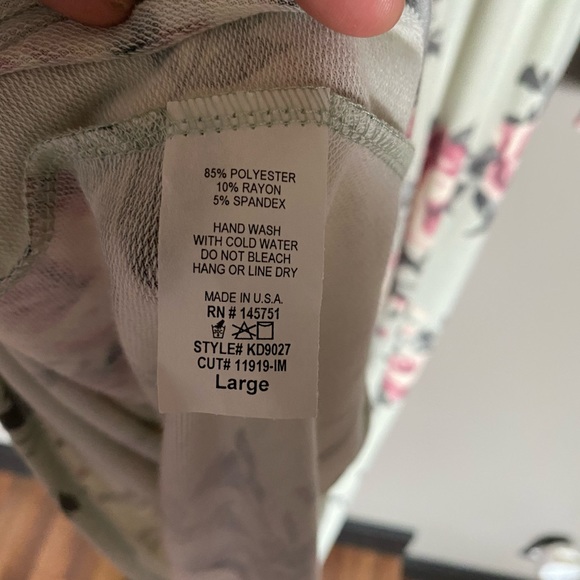 85% POLYESTER
10% RAYON
5% SPANDEX
HAND WASH
WITH COLD WATER
DO NOT BLEACH
HANG OR LINE DRY
MADE IN U.S.A.
RN # 145751
STYLE# KD9027
CUT# 11919-IM
Large